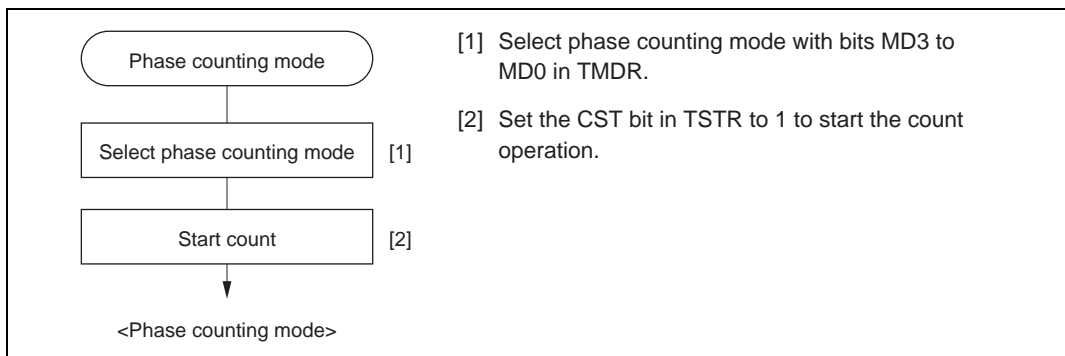 Phase counting mode
Select phase counting mode [1]
Start count [2]
<Phase counting mode>
[1] Select phase counting mode with bits MD3 to
MD0 in TMDR.
[2] Set the CST bit in TSTR to 1 to start the count
operation.